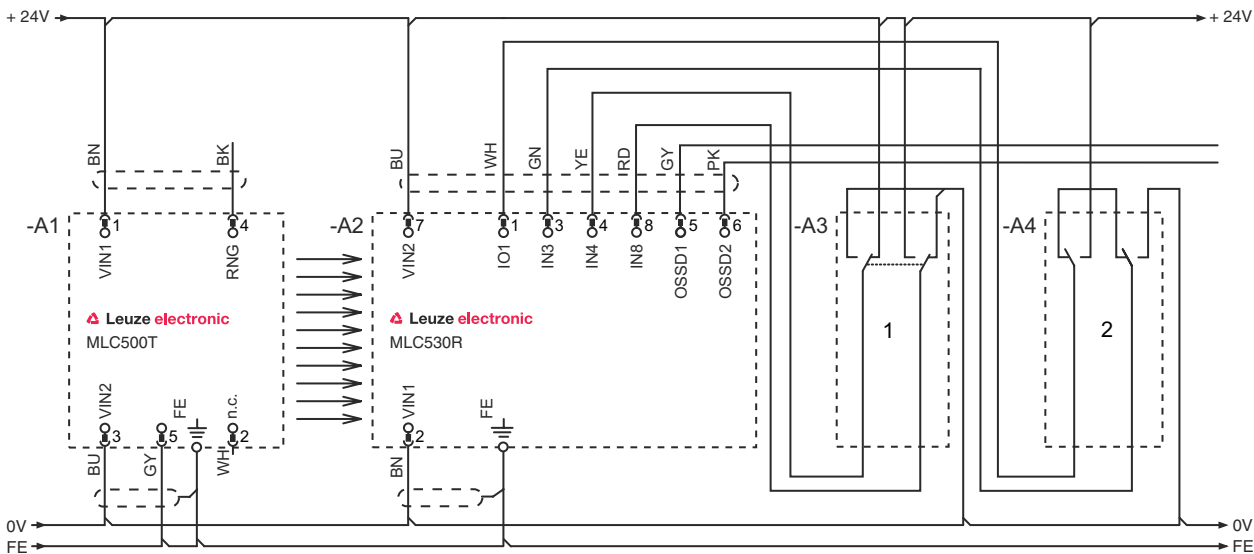 + 24V
+ 24V
BN
BK
BU
WH
GN
YE
RD
GY
PK
-A1
1
4
-A2
7
1
3
4
8
5
6
-A3
-A4
VIN1
RNG
VIN2
IO1
IN3
IN4
IN8
OSSD1
OSSD2
Leuze electronic
MLC500T
Leuze electronic
MLC530R
1
2
VIN2
FE
n.c.
VIN1
FE
3
5
2
2
BU
GY
WH
BN
0V
0V
FE
FE